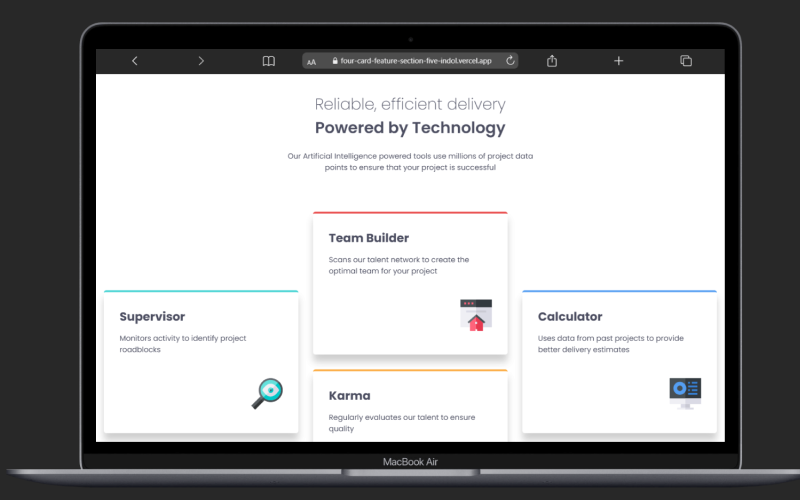 AA four-card-feature-section-five-indol.vercel.app
Reliable, efficient delivery
Powered by Technology
Our Artificial Intelligence powered tools use millions of project data
points to ensure that your project is successful
Team Builder
Scans our talent network to create the
optimal team for your project
Supervisor
Monitors activity to identify project
roadblocks
Calculator
Uses data from past projects to provide
better delivery estimates
Karma
Regularly evaluates our talent to ensure
quality
MacBook Air